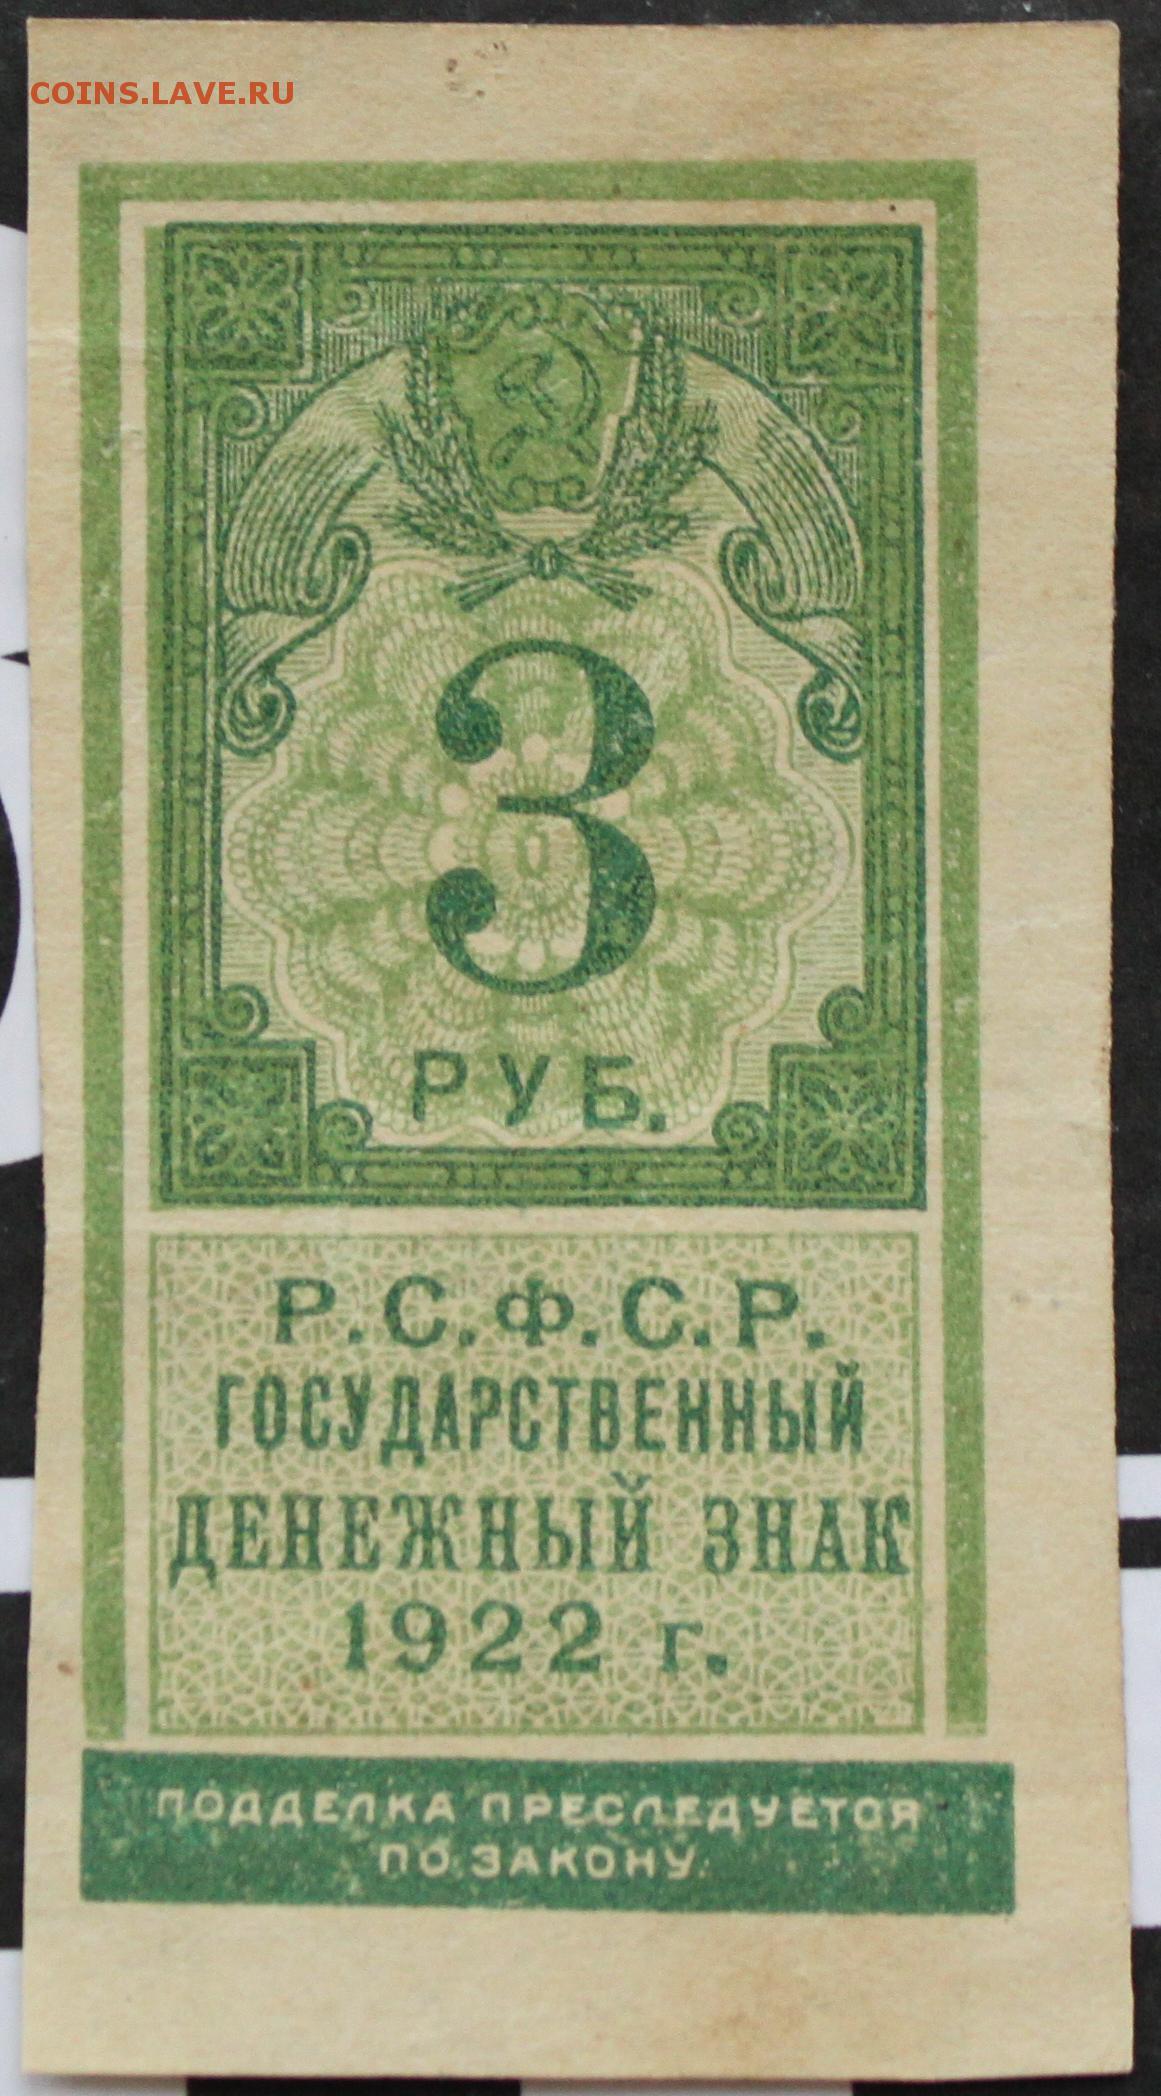 COINS.LAVE.RU
3
РУБ.
Р.С.Ф.С.Р.
ГОСУДАРСТВЕННЫЙ
ДЕНЕЖНЫЙ ЗНАК
1922 г.
ПОДДЕЛКА ПРЕСЛЕДУЕТСЯ
ПО ЗАКОНУ.